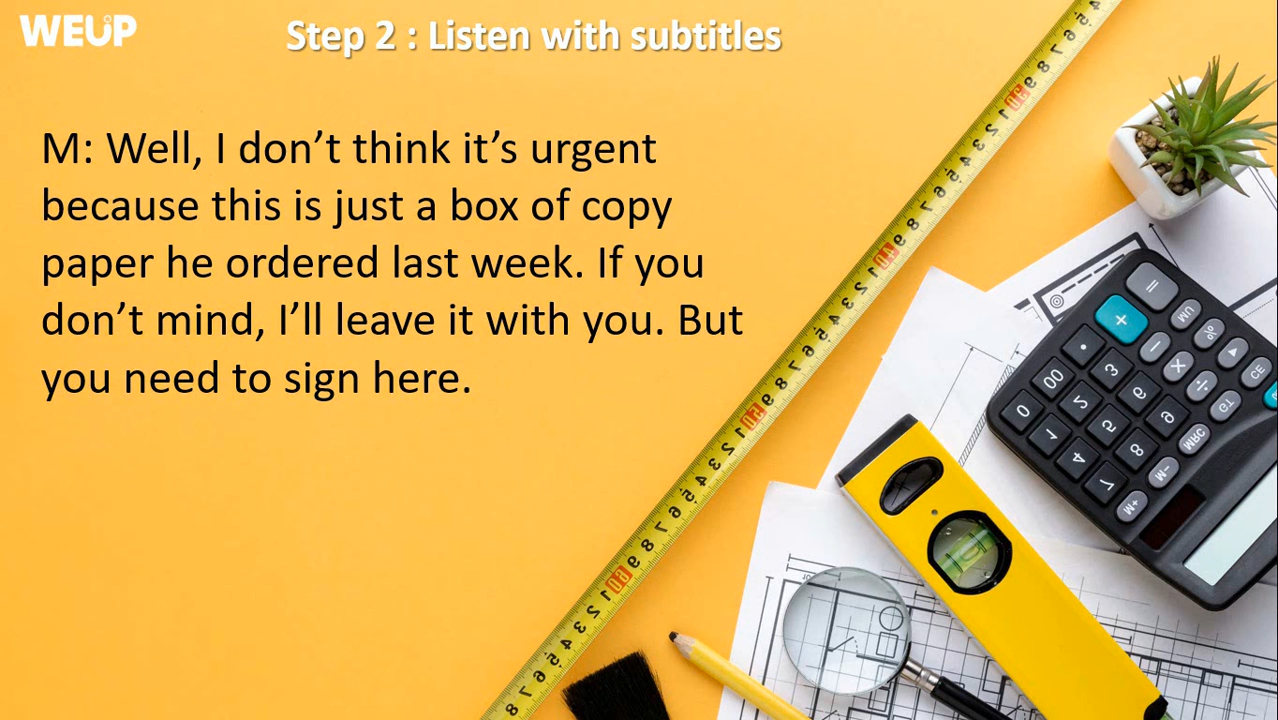 WEUP
Step 2 : Listen with subtitles
M: Well, I don’t think it’s urgent
because this is just a box of copy
paper he ordered last week. If you
don’t mind, I’ll leave it with you. But
you need to sign here.